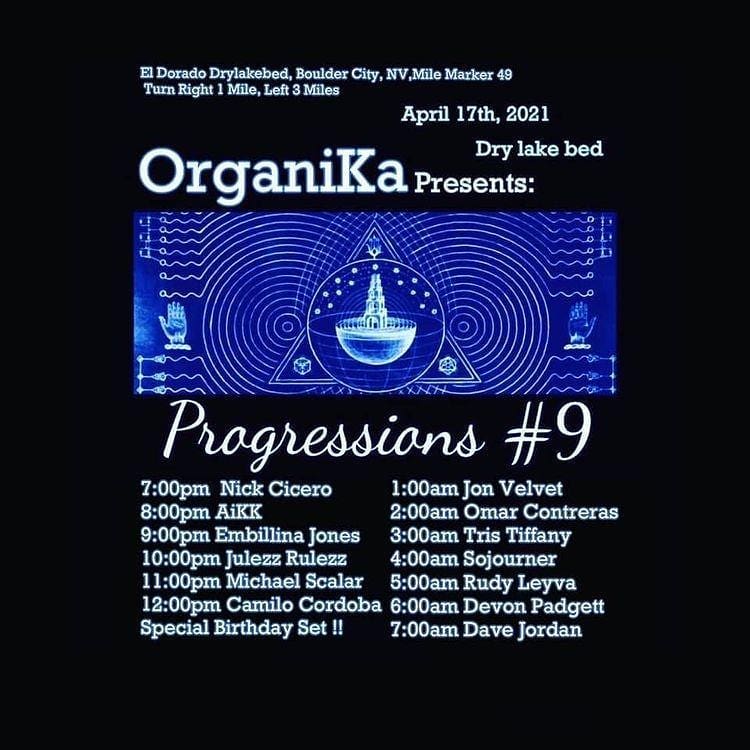 El Dorado Drylakebed, Boulder City, NV,Mile Marker 49
Turn Right 1 Mile, Left 3 Miles
April 17th, 2021
Dry lake bed
OrganiKa Presents:
Progressions #9
7:00pm Nick Cicero
8:00pm AiKK
9:00pm Embillina Jones
10:00pm Julezz Rulezz
11:00pm Michael Scalar
12:00pm Camilo Cordoba
Special Birthday Set !!
1:00am Jon Velvet
2:00am Omar Contreras
3:00am Tris Tiffany
4:00am Sojourner
5:00am Rudy Leyva
6:00am Devon Padgett
7:00am Dave Jordan